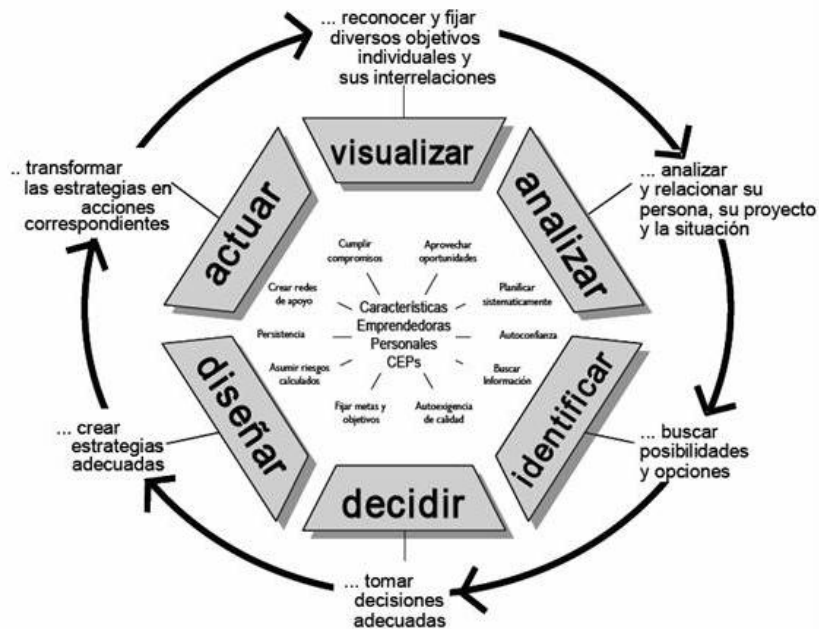 ... reconocer y fijar
diversos objetivos
individuales y
sus interrelaciones
visualizar
... analizar
y relacionar su
persona, su proyecto
y la situación
analizar
... buscar
posibilidades
y opciones
identificar
... tomar
decisiones
adecuadas
decidir
... crear
estrategias
adecuadas
diseñar
.. transformar
las estrategias en
acciones
correspondientes
actuar
Características
Emprendedoras
Personales
CEPs
Cumplir
compromisos
Aprovechar
oportunidades
Planificar
sistematicamente
Autoconfianza
Buscar
Información
Autoexigencia
de calidad
Fijar metas y
objetivos
Asumir riesgos
calculados
Persistencia
Crear redes
de apoyo